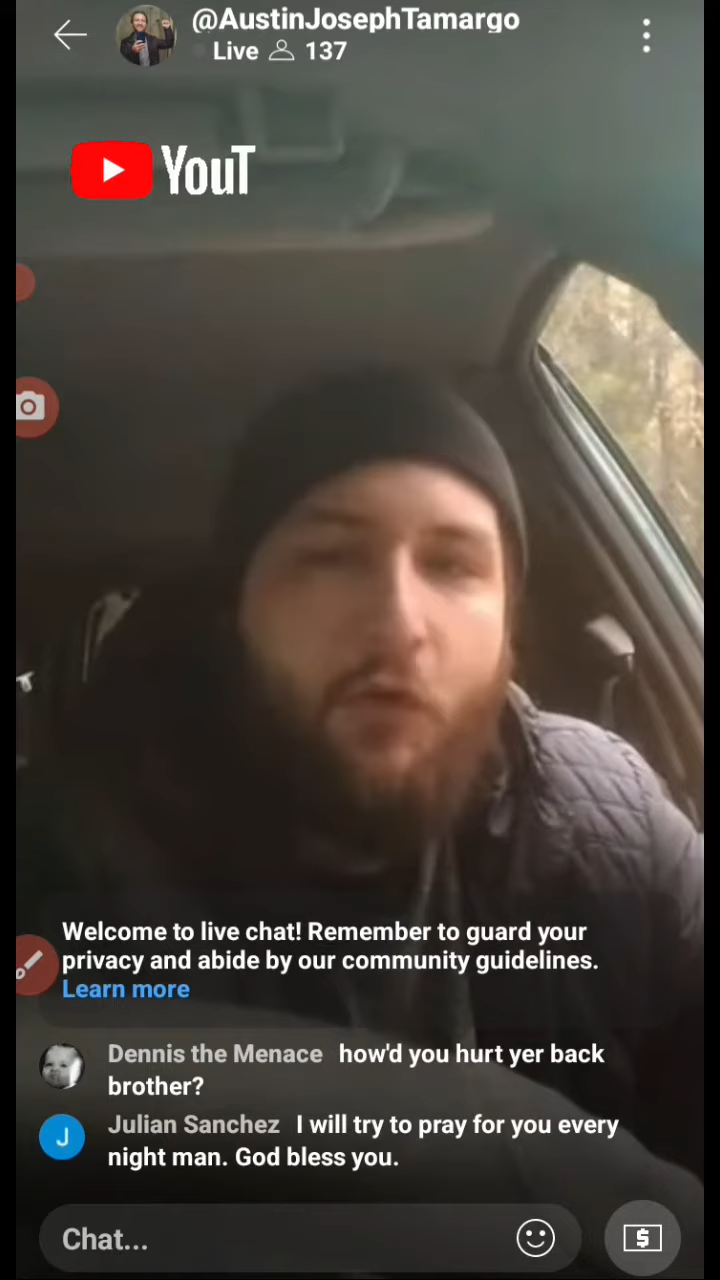 @AustinJosephTamargo
Live 137
YouT
Welcome to live chat! Remember to guard your
privacy and abide by our community guidelines.
Learn more
Dennis the Menace how'd you hurt yer back
brother?
J Julian Sanchez I will try to pray for you every
night man. God bless you.
Chat...
$